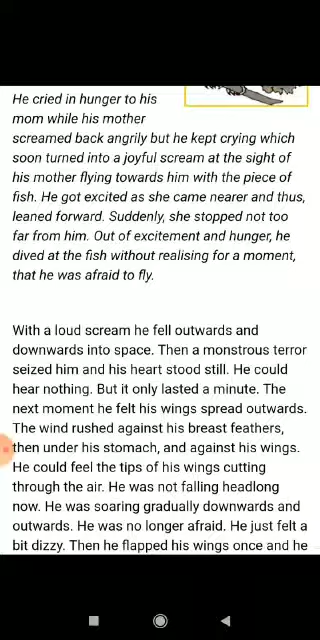 He cried in hunger to his
mom while his mother
screamed back angrily but he kept crying which
soon turned into a joyful scream at the sight of
his mother flying towards him with the piece of
fish. He got excited as she came nearer and thus,
leaned forward. Suddenly, she stopped not too
far from him. Out of excitement and hunger, he
dived at the fish without realising for a moment,
that he was afraid to fly.
With a loud scream he fell outwards and
downwards into space. Then a monstrous terror
seized him and his heart stood still. He could
hear nothing. But it only lasted a minute. The
next moment he felt his wings spread outwards.
The wind rushed against his breast feathers,
then under his stomach, and against his wings.
He could feel the tips of his wings cutting
through the air. He was not falling headlong
now. He was soaring gradually downwards and
outwards. He was no longer afraid. He just felt a
bit dizzy. Then he flapped his wings once and he